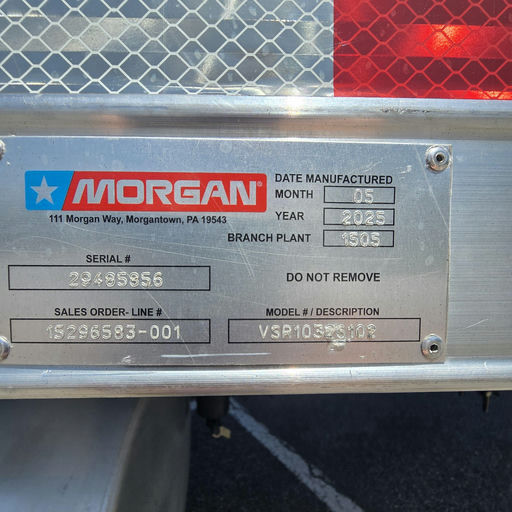 MORGAN
111 Morgan Way, Morgantown, PA 19543
DATE MANUFACTURED
MONTH 05
YEAR 2025
BRANCH PLANT 1505
SERIAL #
29485856
DO NOT REMOVE
SALES ORDER- LINE #
15296583-001
MODEL # / DESCRIPTION